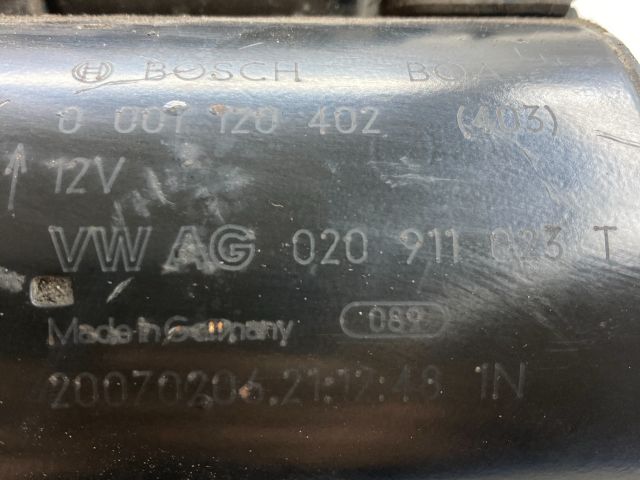 BOSCH BOA
0 001 120 402 (403)
12V
VW AG 020 911 023 T
Made in Germany 089
20070206.21:12:48 1N